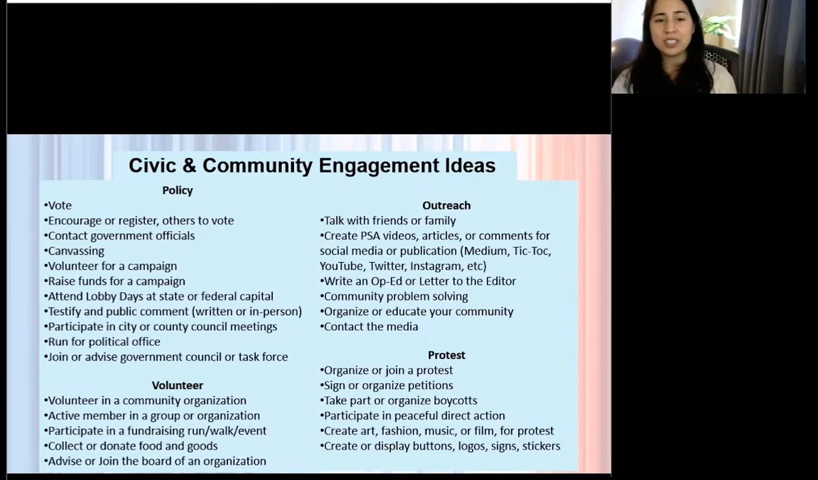 Civic & Community Engagement Ideas
Policy
•Vote
•Encourage or register, others to vote
•Contact government officials
•Canvassing
•Volunteer for a campaign
•Raise funds for a campaign
•Attend Lobby Days at state or federal capital
•Testify and public comment (written or in-person)
•Participate in city or county council meetings
•Run for political office
•Join or advise government council or task force
Volunteer
•Volunteer in a community organization
•Active member in a group or organization
•Participate in a fundraising run/walk/event
•Collect or donate food and goods
•Advise or Join the board of an organization
Outreach
•Talk with friends or family
•Create PSA videos, articles, or comments for
social media or publication (Medium, Tic-Toc,
YouTube, Twitter, Instagram, etc)
•Write an Op-Ed or Letter to the Editor
•Community problem solving
•Organize or educate your community
•Contact the media
Protest
•Organize or join a protest
•Sign or organize petitions
•Take part or organize boycotts
•Participate in peaceful direct action
•Create art, fashion, music, or film, for protest
•Create or display buttons, logos, signs, stickers